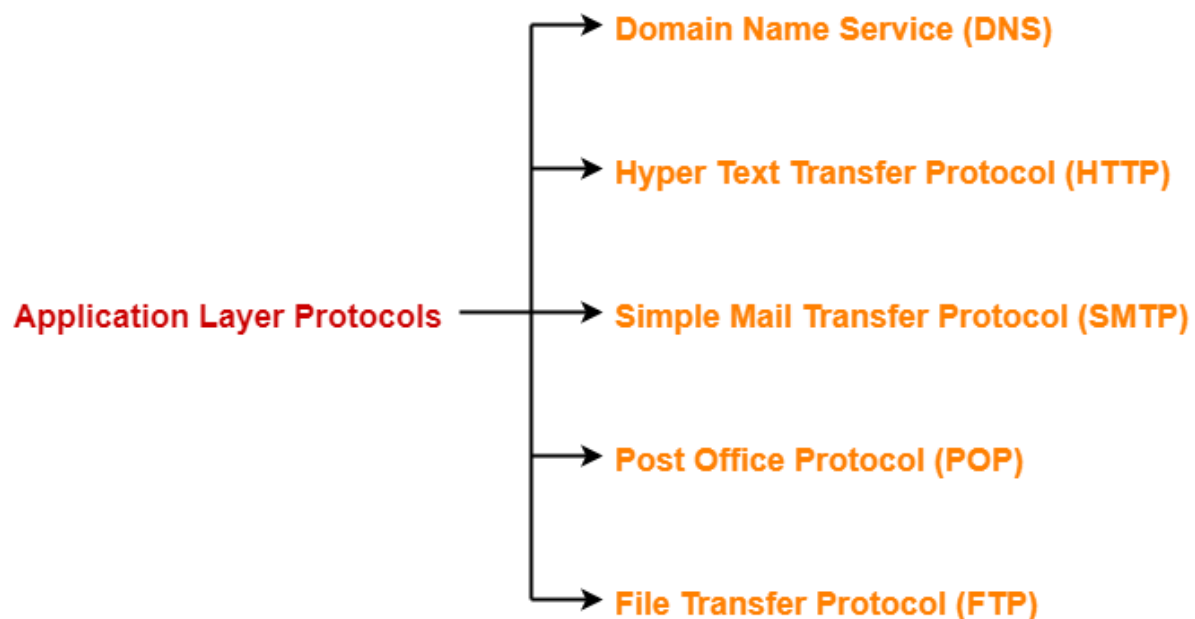 Domain Name Service (DNS)
Hyper Text Transfer Protocol (HTTP)
Application Layer Protocols
Simple Mail Transfer Protocol (SMTP)
Post Office Protocol (POP)
File Transfer Protocol (FTP)